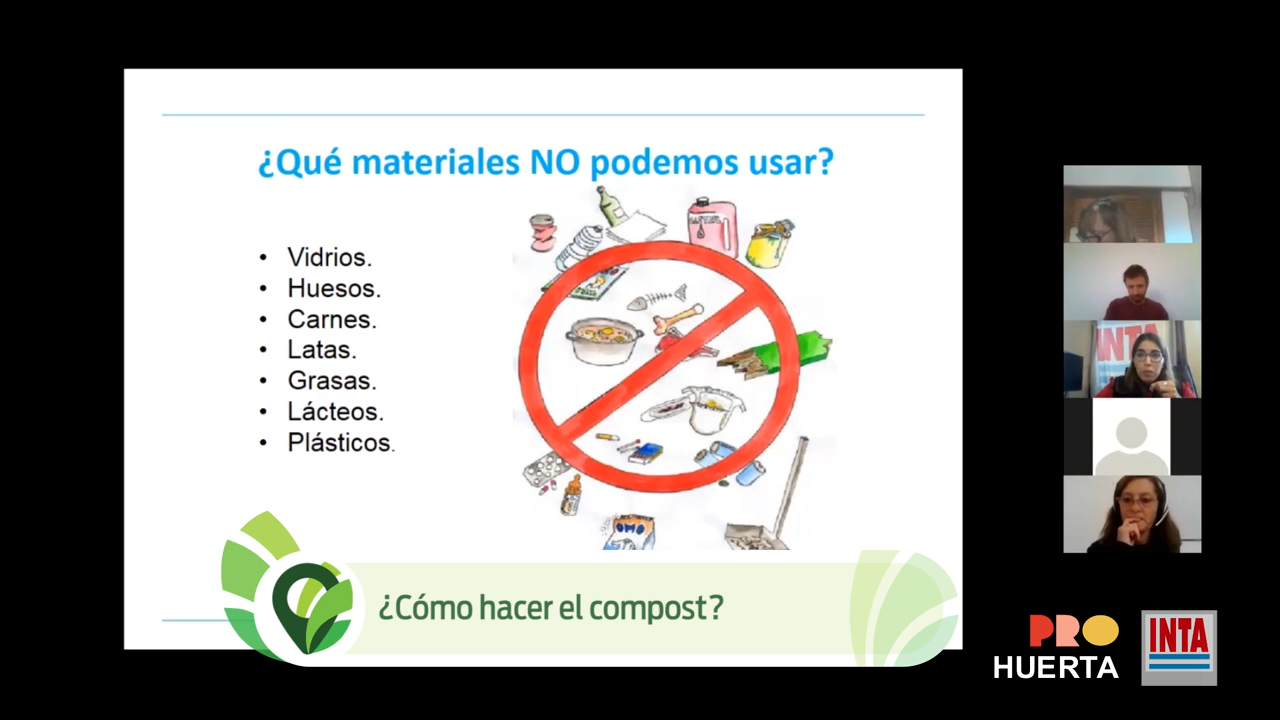 ¿Qué materiales NO podemos usar?
• Vidrios.
• Huesos.
• Carnes.
• Latas.
• Grasas.
• Lácteos.
• Plásticos.
OMO
¿Cómo hacer el compost?
INTA
PRO
HUERTA
INTA